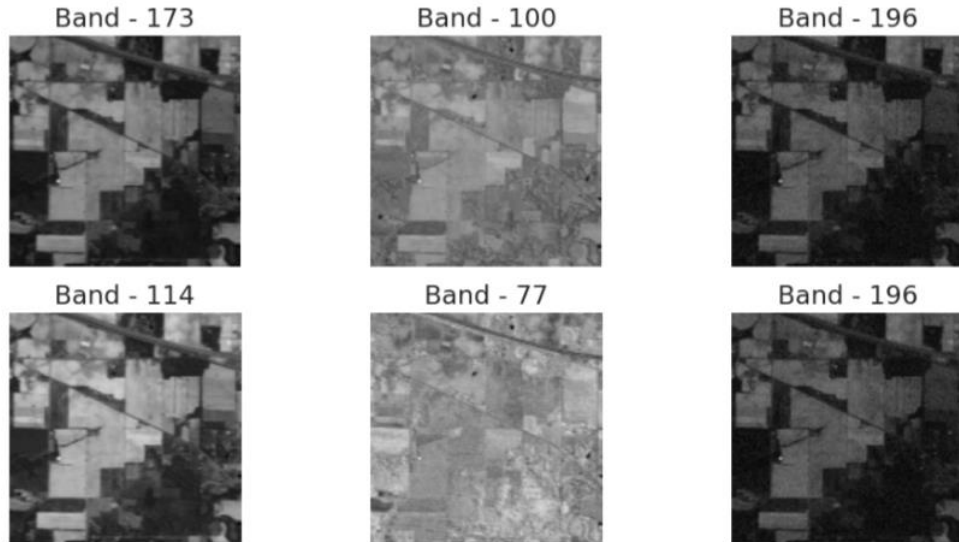 Band - 173
Band - 100
Band - 196
Band - 114
Band - 77
Band - 196